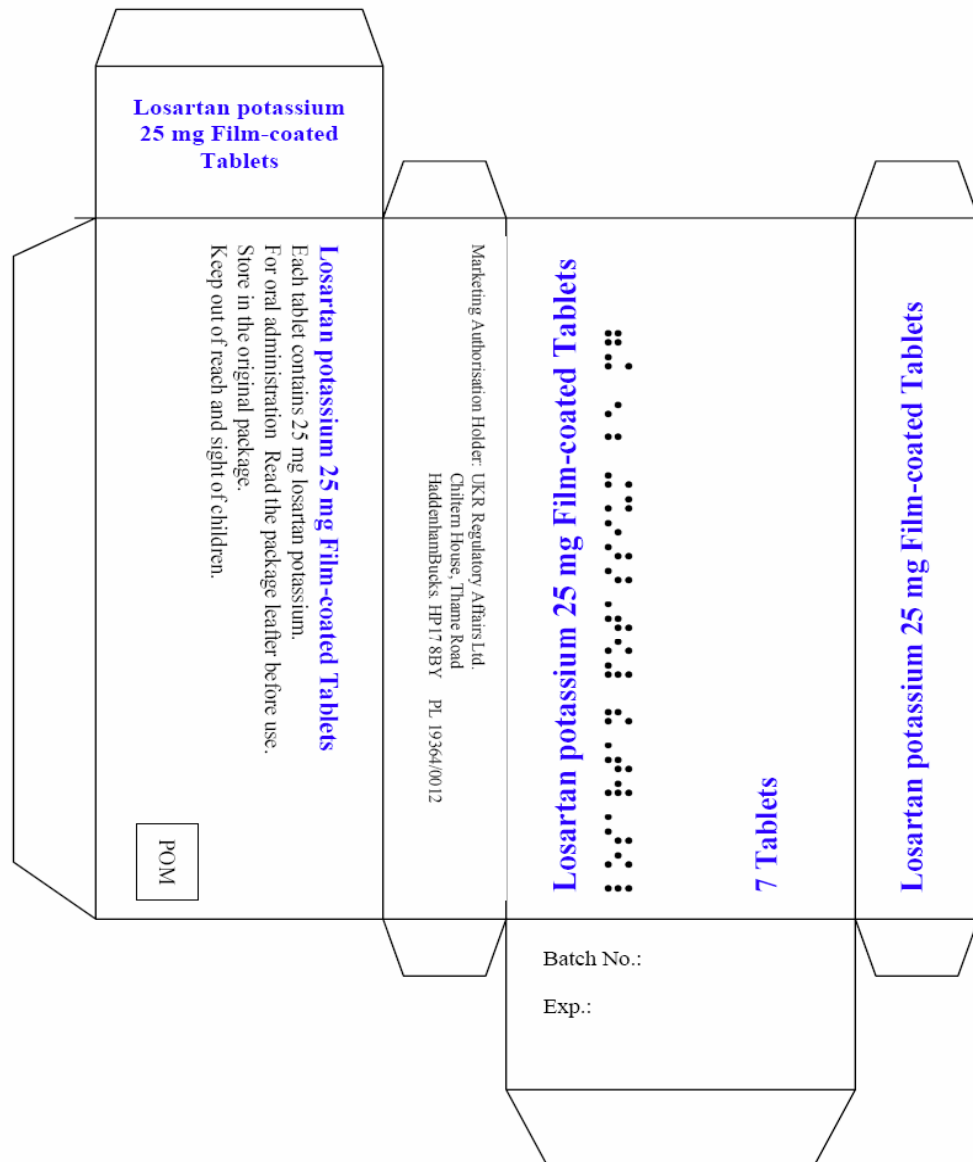 Losartan potassium
25 mg Film-coated
Tablets
Losartan potassium 25 mg Film-coated Tablets
Each tablet contains 25 mg losartan potassium.
For oral administration Read the package leafler before use.
Store in the original package.
Keep out of reach and sight of children.
POM
Marketing Authorisation Holder: UKR Regulatory Affairs Ltd.
Chiltern House, Thame Road
HaddenhamBucks. HP17 8BY PL 19364/0012
Losartan potassium 25 mg Film-coated Tablets
7 Tablets
Losartan potassium 25 mg Film-coated Tablets
Batch No.:
Exp.: